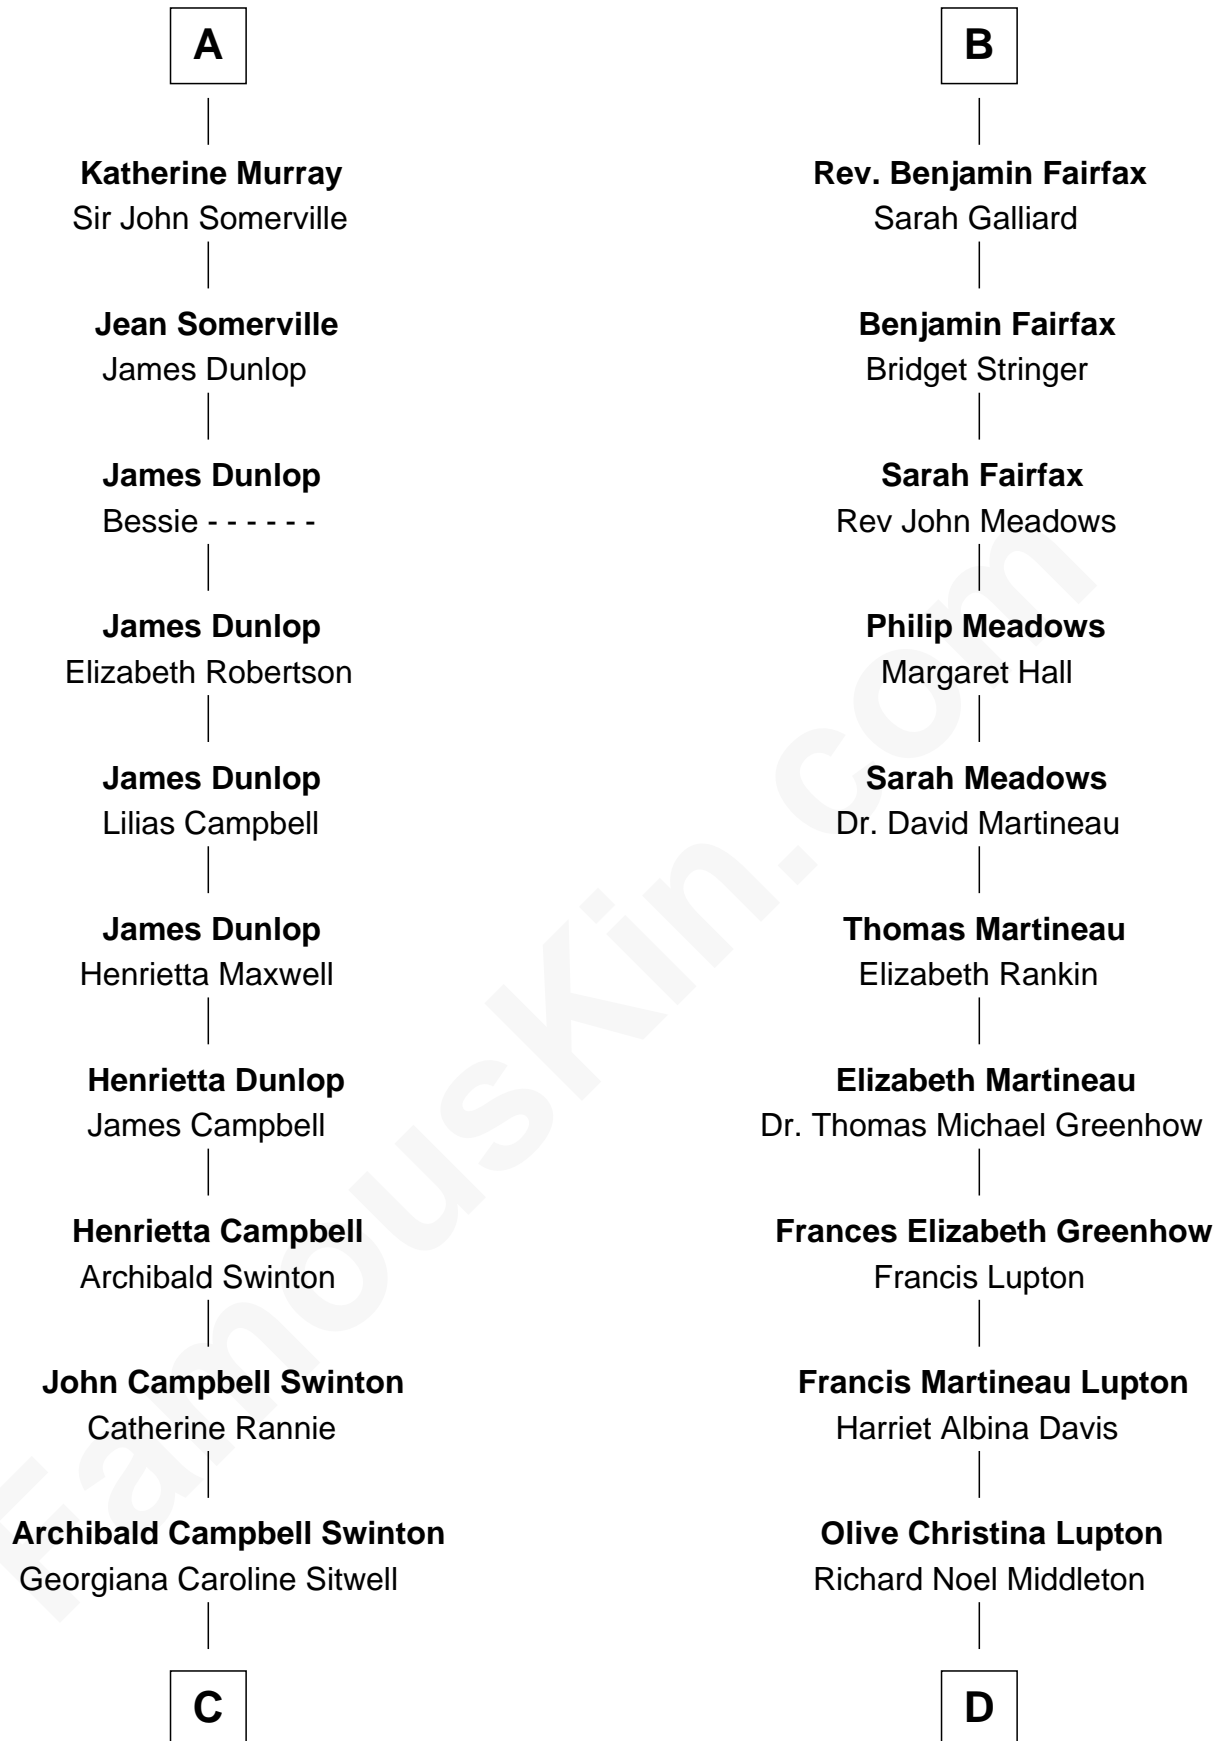 A
Katherine Murray
Sir John Somerville
Jean Somerville
James Dunlop
James Dunlop
Bessie - - - - - -
James Dunlop
Elizabeth Robertson
James Dunlop
Lilias Campbell
James Dunlop
Henrietta Maxwell
Henrietta Dunlop
James Campbell
Henrietta Campbell
Archibald Swinton
John Campbell Swinton
Catherine Rannie
Archibald Campbell Swinton
Georgiana Caroline Sitwell
C
B
Rev. Benjamin Fairfax
Sarah Galliard
Benjamin Fairfax
Bridget Stringer
Sarah Fairfax
Rev John Meadows
Philip Meadows
Margaret Hall
Sarah Meadows
Dr. David Martineau
Thomas Martineau
Elizabeth Rankin
Elizabeth Martineau
Dr. Thomas Michael Greenhow
Frances Elizabeth Greenhow
Francis Lupton
Francis Martineau Lupton
Harriet Albina Davis
Olive Christina Lupton
Richard Noel Middleton
D
FamousKin.com